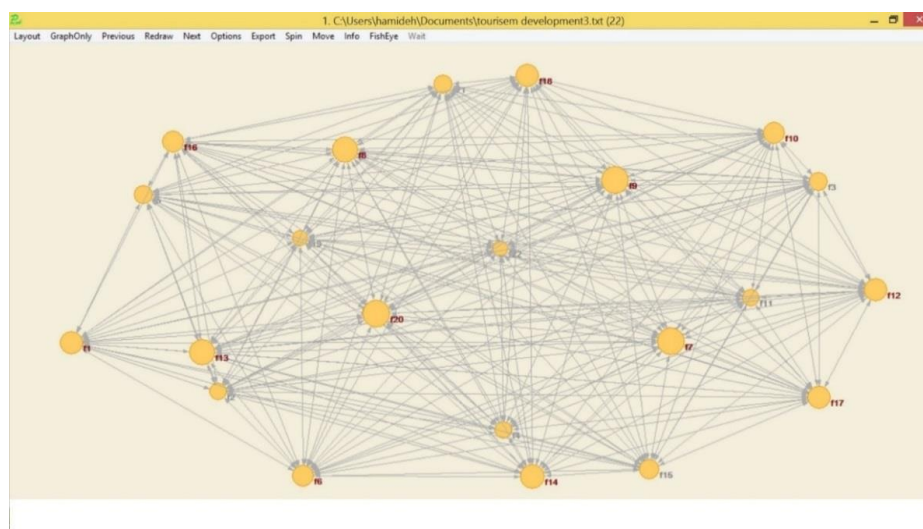 1. C:\Users\hamideh\Documents\tourisem development3.txt (22)
Layout GraphOnly Previous Redraw Next Options Export Spin Move Info FishEye Wait
f18
f16
f10
f9
f3
f12
f11
f20
f1
f13
f7
f17
f6
f14
f15